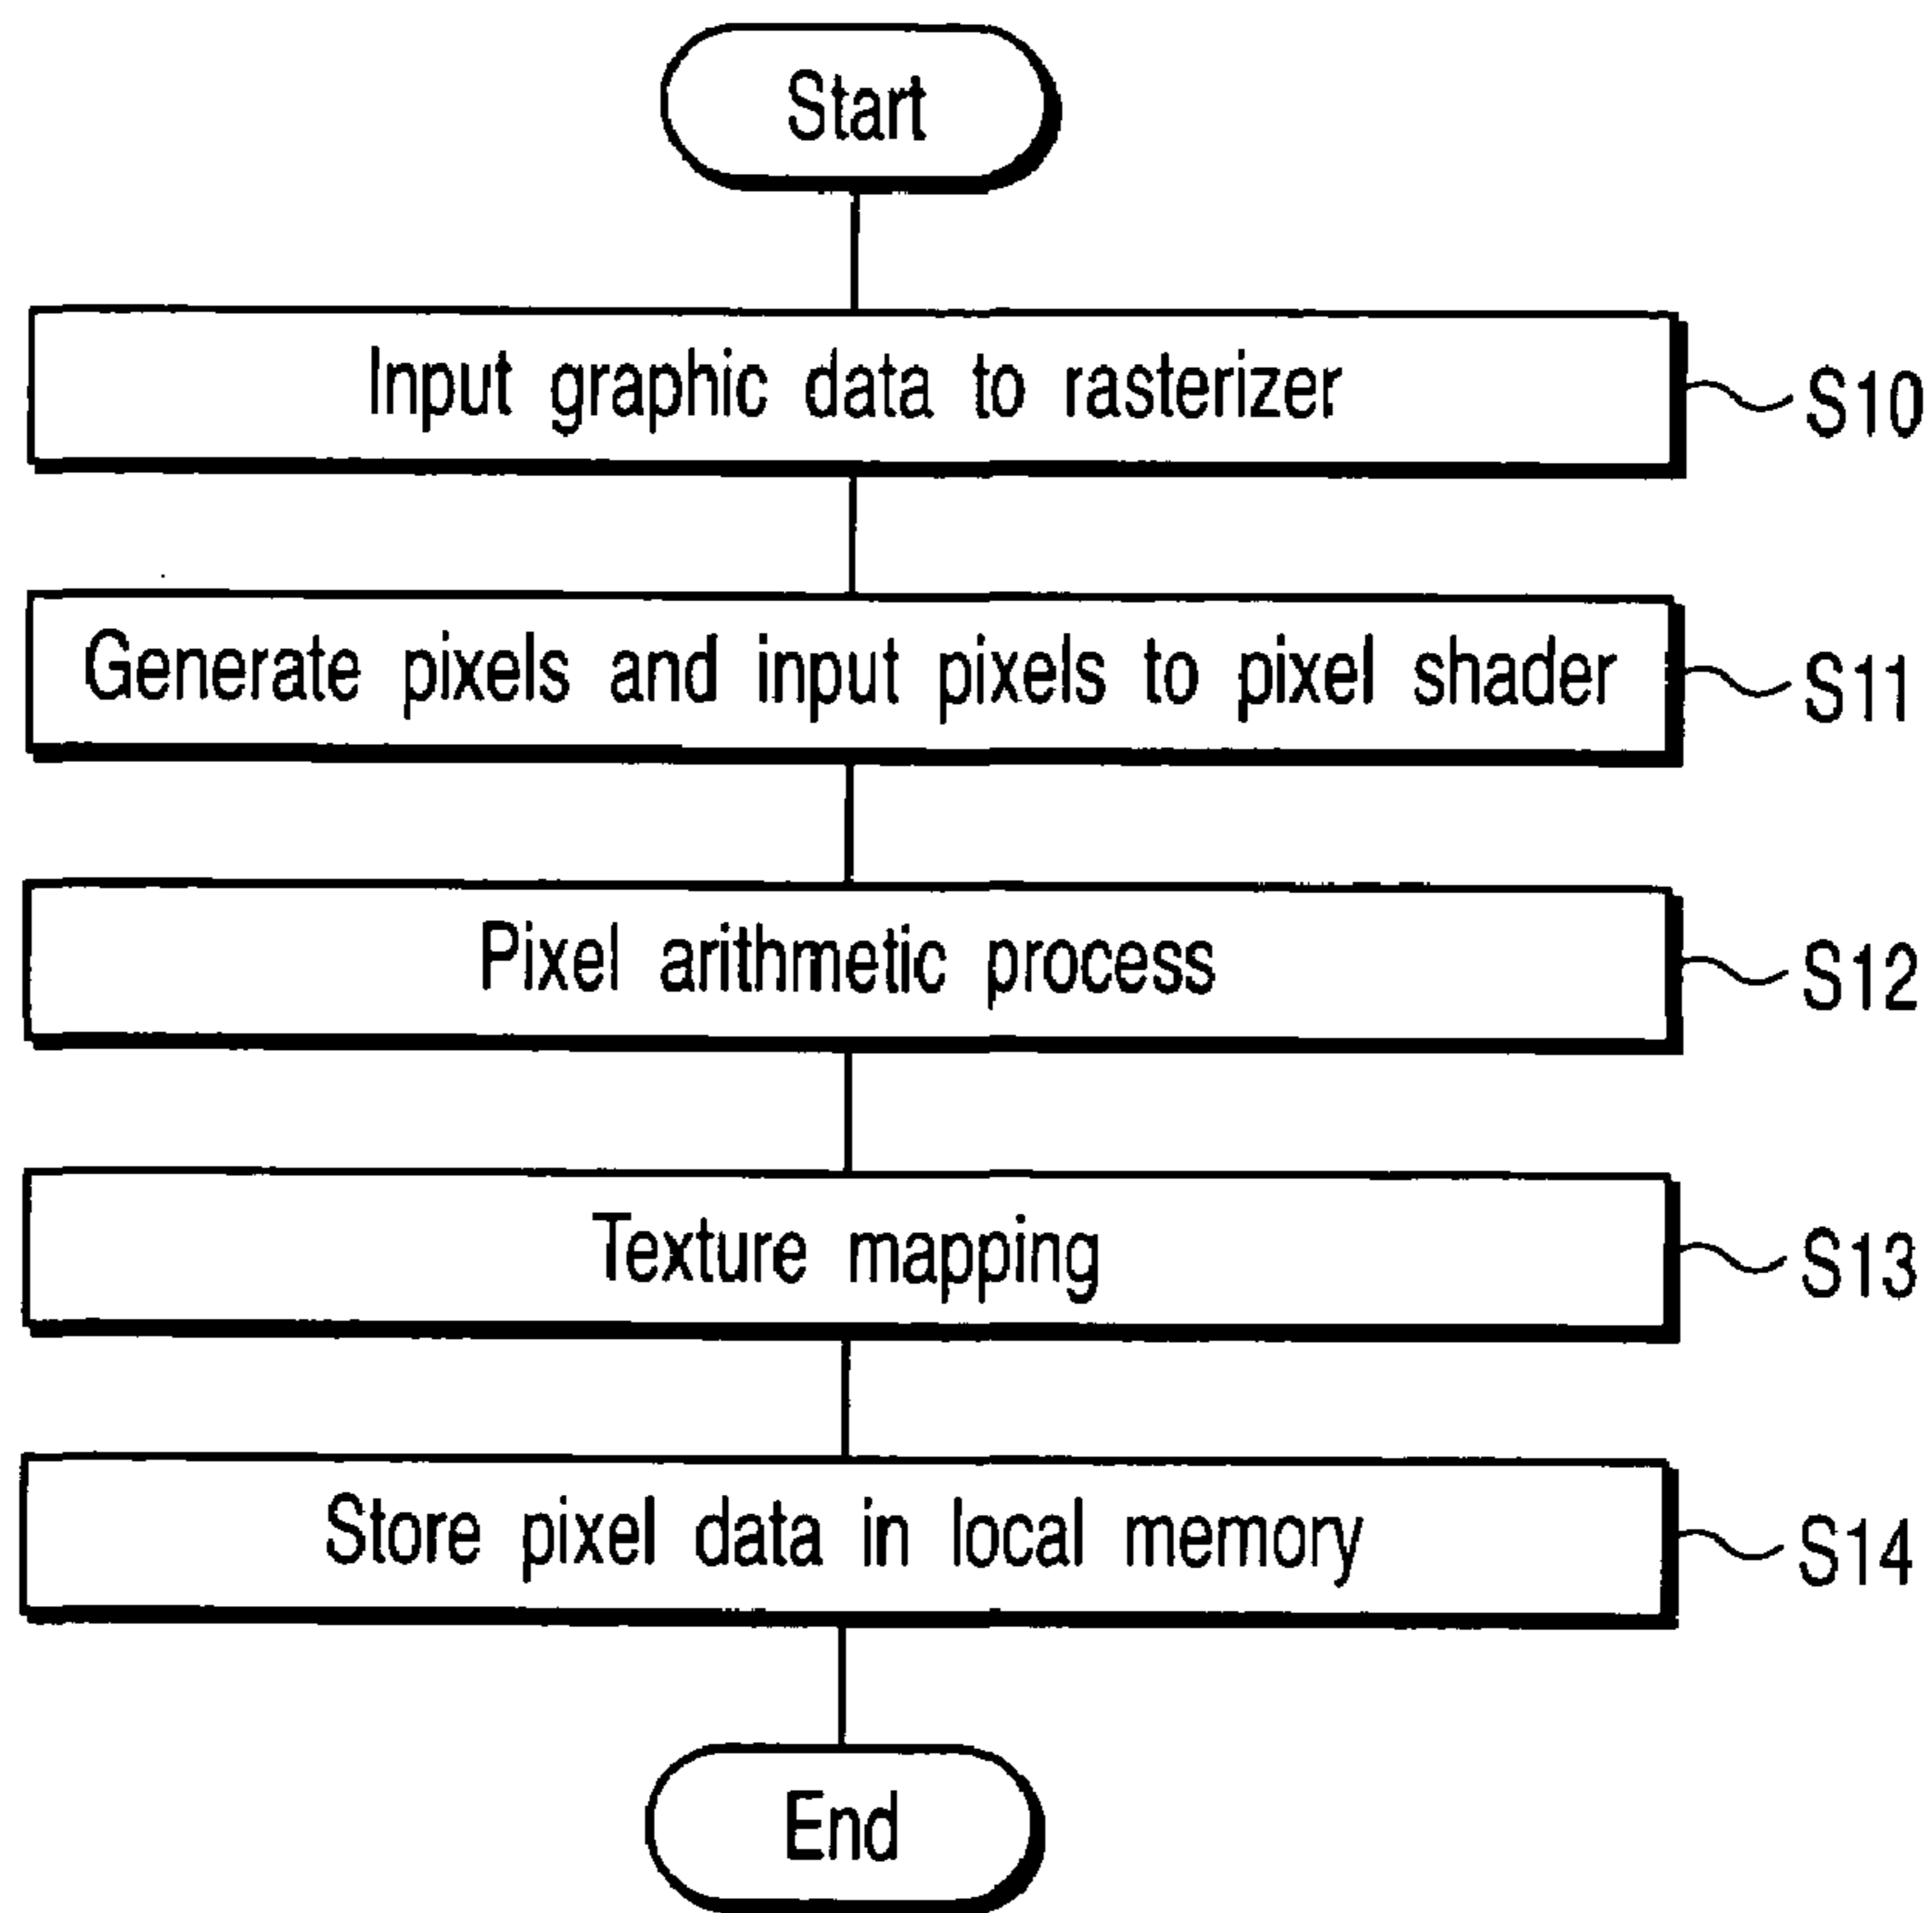 Start
Input graphic data to rasterizer
S10
Generate pixels and input pixels to pixel shader
S11
Pixel arithmetic process
S12
Texture mapping
S13
Store pixel data in local memory
S14
End